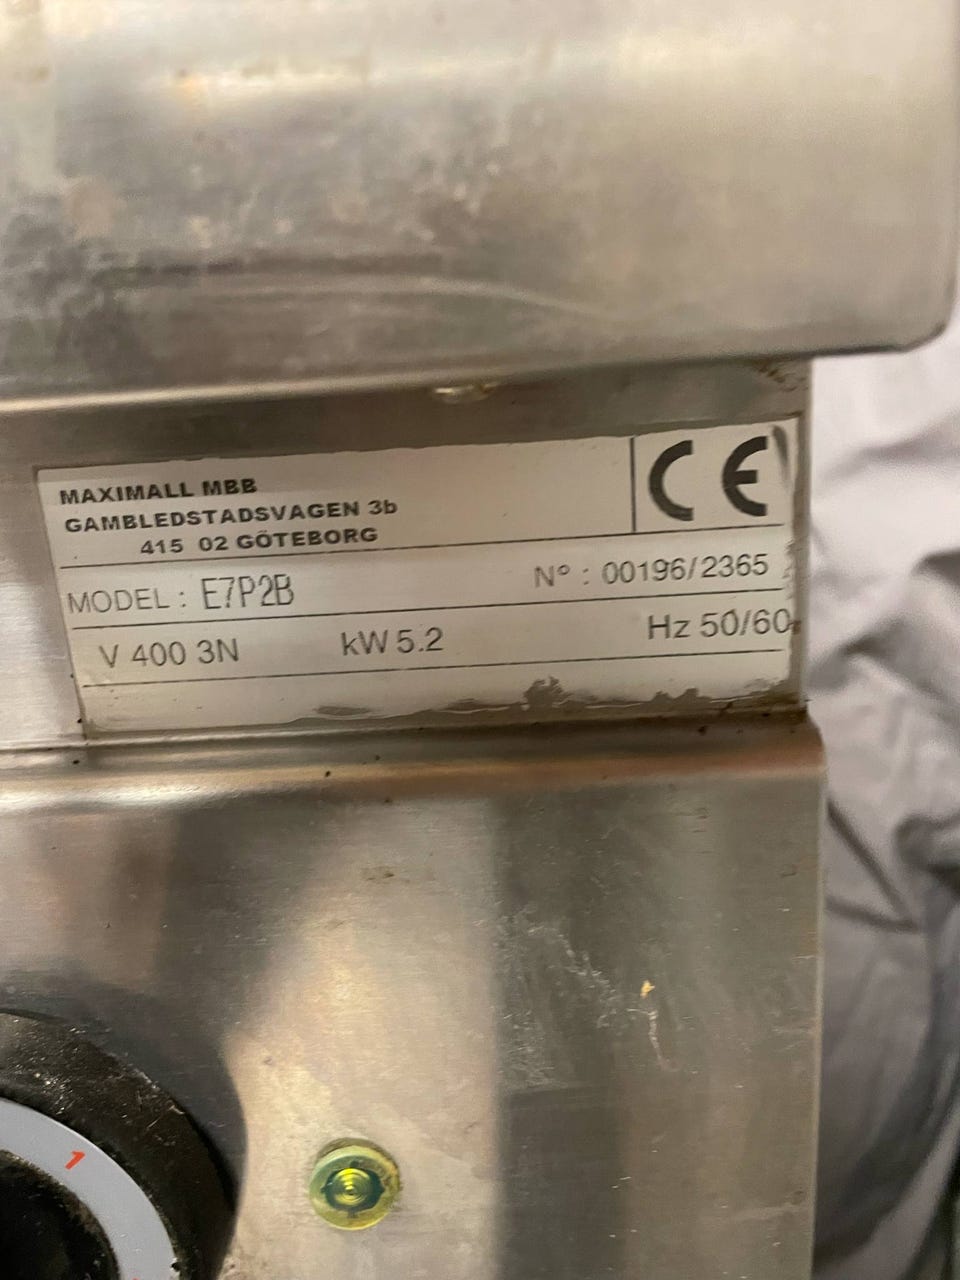 MAXIMALL MBB
GAMBLEDSTADSVAGEN 3b
415 02 GÖTEBORG
CE
MODEL : E7P2B N° : 00196/2365
V 400 3N kW 5.2 Hz 50/60
1